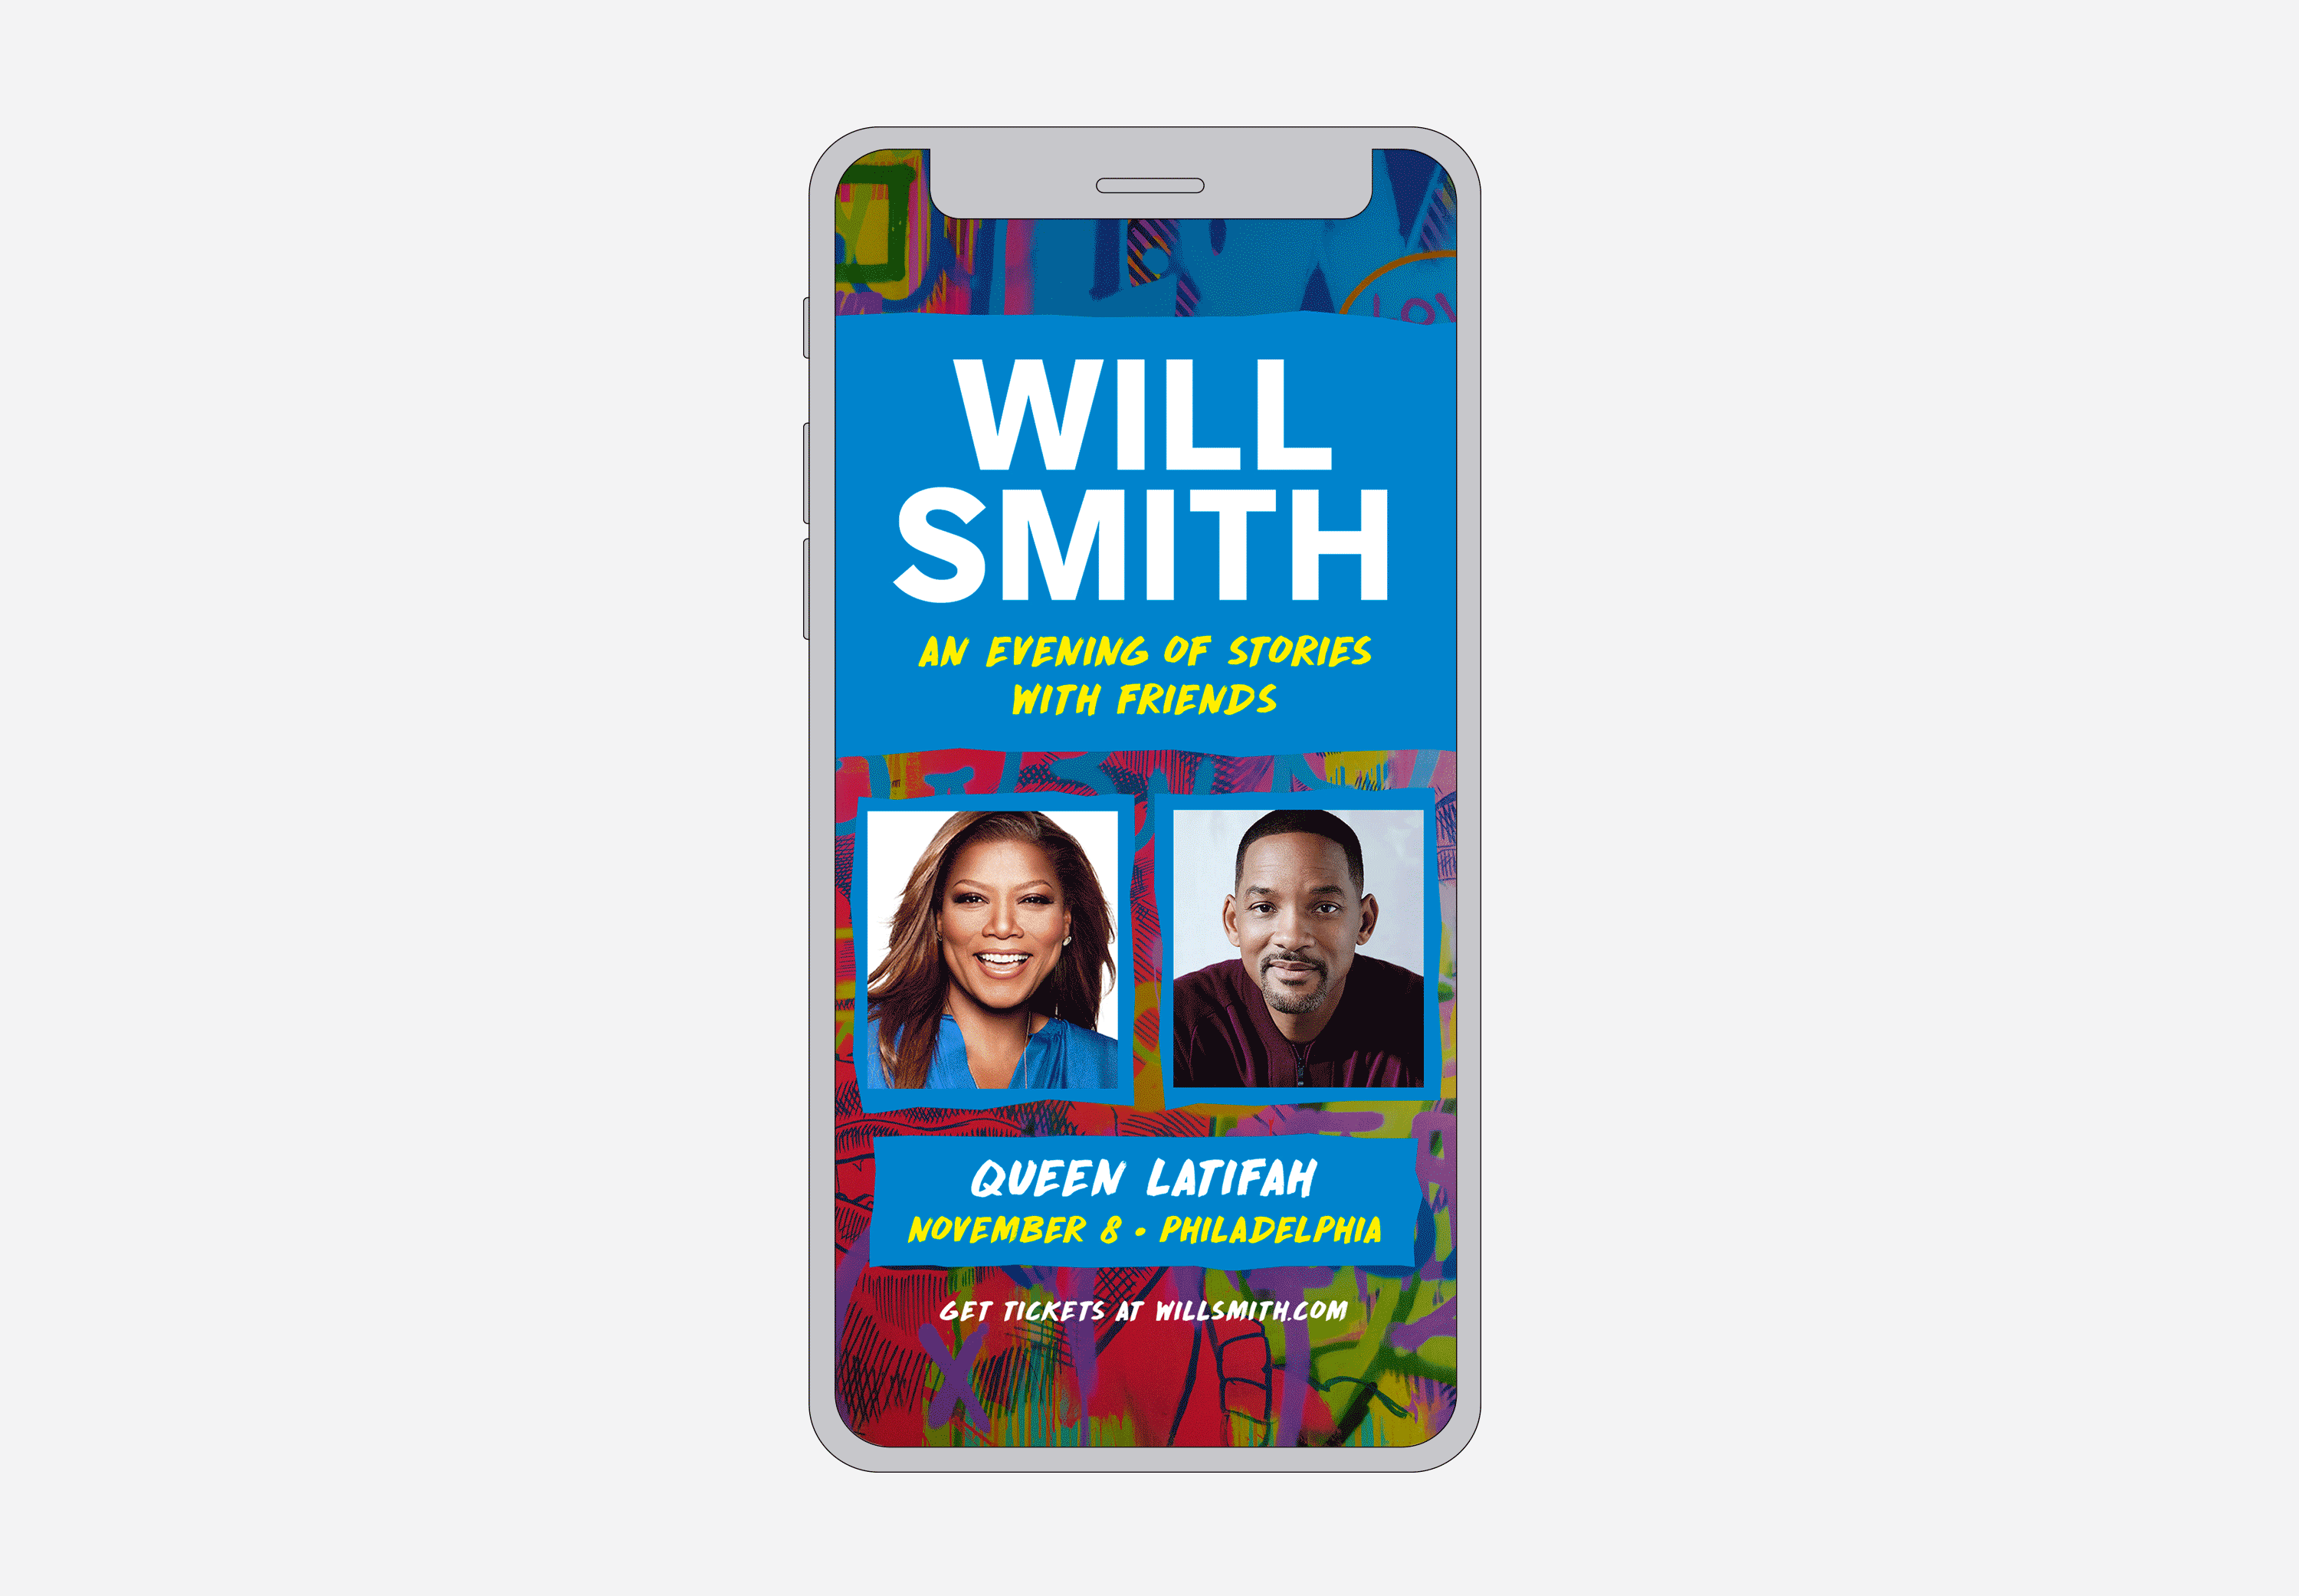 WILL
SMITH
AN EVENING OF STORIES
WITH FRIENDS
QUEEN LATIFAH
NOVEMBER 8 • PHILADELPHIA
GET TICKETS AT WILLSMITH.COM